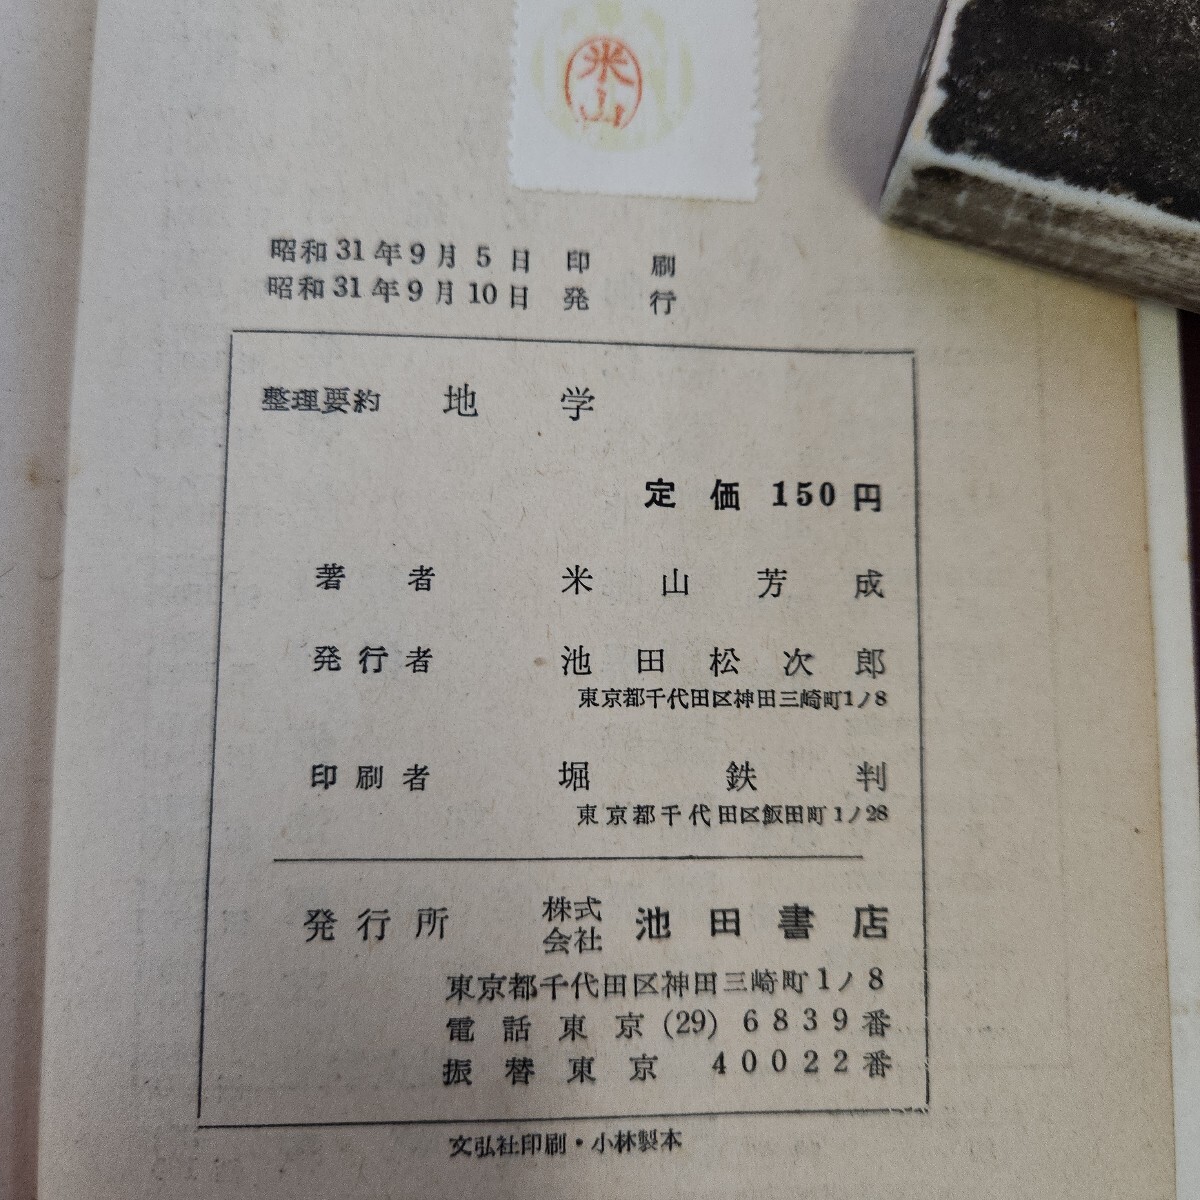 米山
昭和31年9月5日 印刷
昭和31年9月10日 発行
整理要約 地学
定価 150円
著者 米山芳成
発行者 池田松次郎
東京都千代田区神田三崎町1ノ8
印刷者 堀鉄判
東京都千代田区飯田町1ノ28
発行所 株式会社 池田書店
東京都千代田区神田三崎町1ノ8
電話東京(29)6839番
振替東京 40022番
文弘社印刷・小林製本